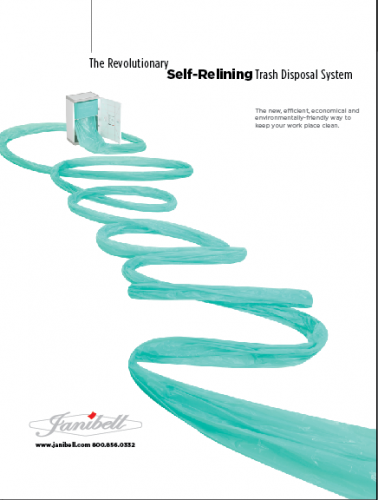 The Revolutionary
Self-Relining Trash Disposal System
The new, efficient, economical and
environmentally-friendly way to
keep your work place clean.
Janibell
www.janibell.com 800.856.0332